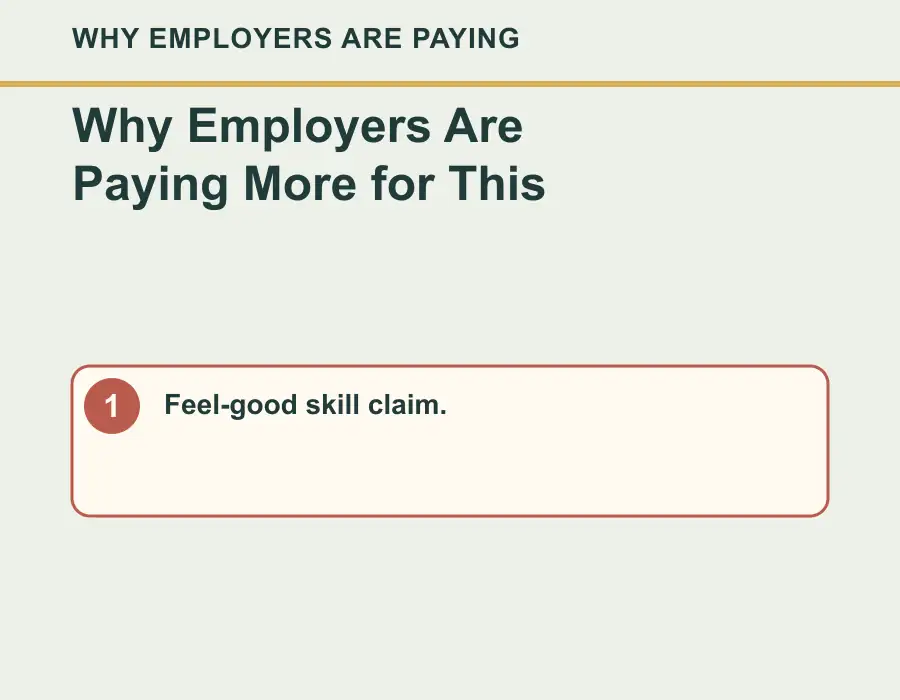 WHY EMPLOYERS ARE PAYING
Why Employers Are
Paying More for This
1
Feel-good skill claim.